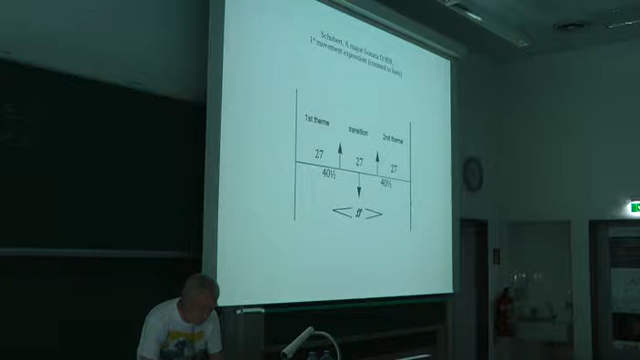 Schubert, A major Sonata D.959,
1st movement exposition (counted in bars)
1st theme
transition
2nd theme
27
27
27
40½
40½
< ff >